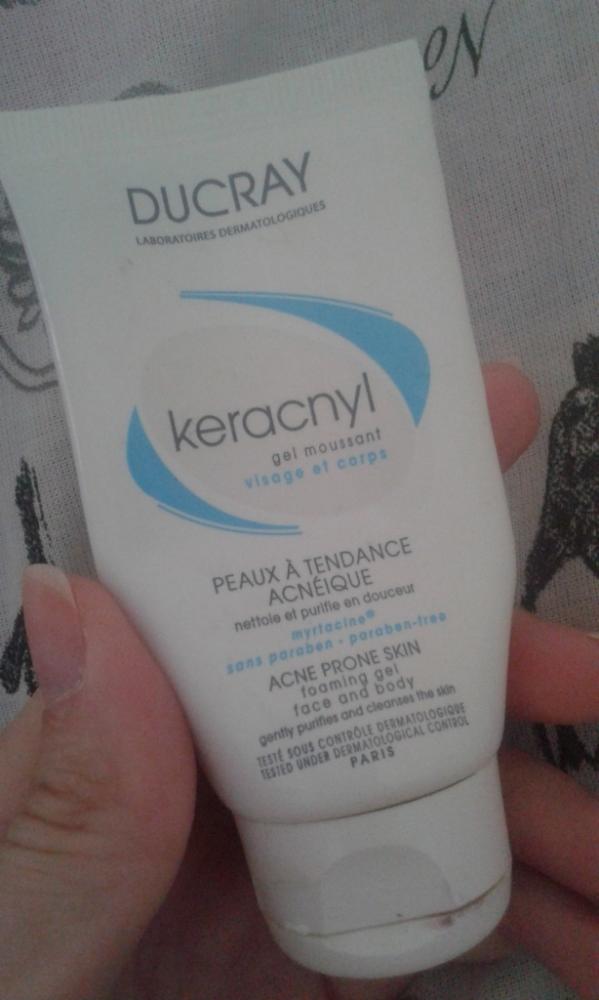 ON
DUCRAY
LABORATOIRES DERMATOLOGIQUES
keracnyl
gel moussant
visage et corps
PEAUX À TENDANCE
ACNÉIQUE
nettoie et purifie en douceur
myrtacine®
sans paraben - paraben-free
ACNE PRONE SKIN
foaming gel
face and body
gently purifies and cleanses the skin
TESTÉ SOUS CONTRÔLE DERMATOLOGIQUE
TESTED UNDER DERMATOLOGICAL CONTROL
PARIS